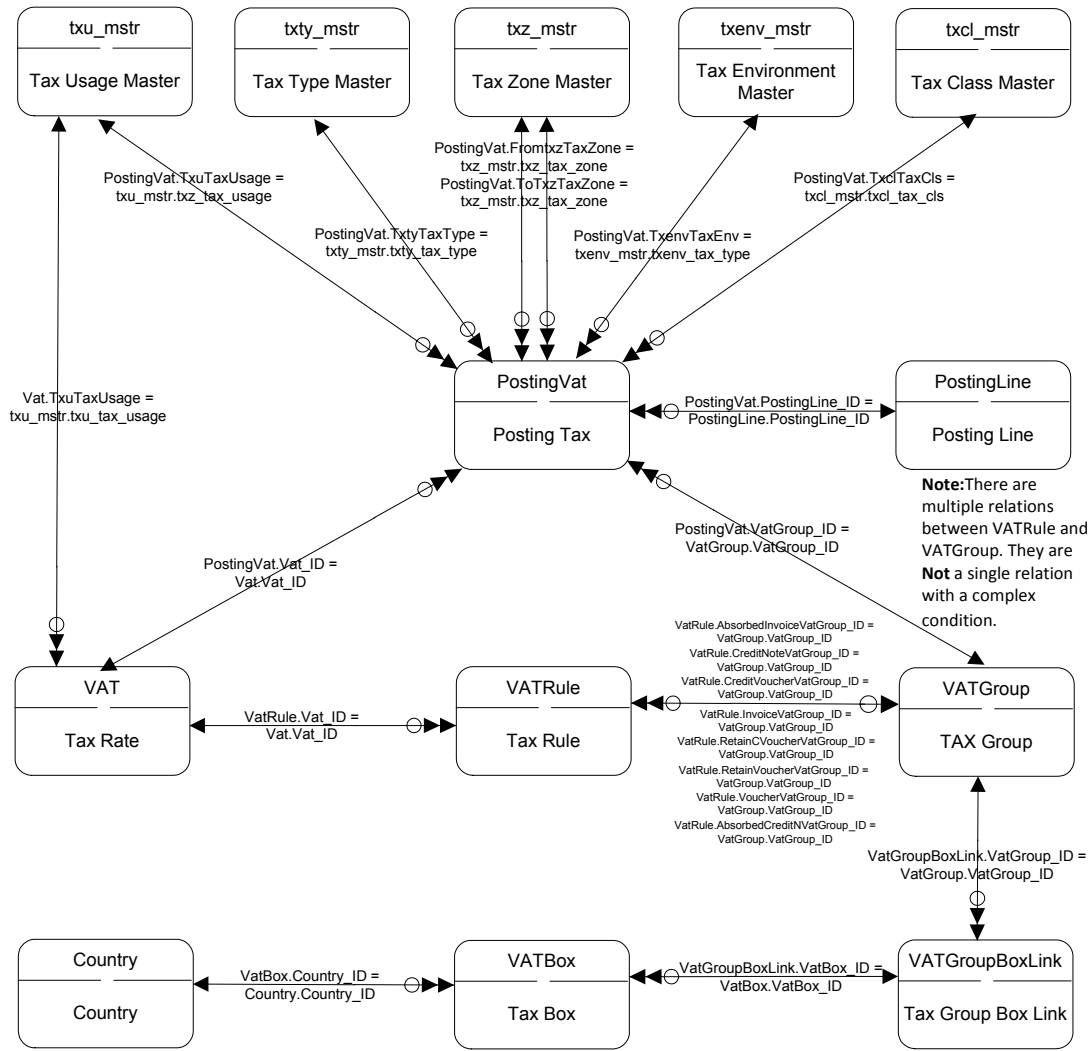 txu_mstr
Tax Usage Master
txty_mstr
Tax Type Master
txz_mstr
Tax Zone Master
txenv_mstr
Tax Environment
Master
txcl_mstr
Tax Class Master
PostingVat.TxuTaxUsage =
txu_mstr.txz_tax_usage
PostingVat.TxtyTaxType =
txty_mstr.txty_tax_type
PostingVat.FromtxzTaxZone =
txz_mstr.txz_tax_zone
PostingVat.ToTxzTaxZone =
txz_mstr.txz_tax_zone
PostingVat.TxenvTaxEnv =
txenv_mstr.txenv_tax_type
PostingVat.TxclTaxCls =
txcl_mstr.txcl_tax_cls
Vat.TxuTaxUsage =
txu_mstr.txu_tax_usage
PostingVat
Posting Tax
PostingVat.PostingLine_ID =
PostingLine.PostingLine_ID
PostingLine
Posting Line
Note:There are
multiple relations
between VATRule and
VATGroup. They are
Not a single relation
with a complex
condition.
PostingVat.Vat_ID =
Vat.Vat_ID
PostingVat.VatGroup_ID =
VatGroup.VatGroup_ID
VAT
Tax Rate
VatRule.Vat_ID =
Vat.Vat_ID
VATRule
Tax Rule
VatRule.AbsorbedInvoiceVatGroup_ID =
VatGroup.VatGroup_ID
VatRule.CreditNoteVatGroup_ID =
VatGroup.VatGroup_ID
VatRule.CreditVoucherVatGroup_ID =
VatGroup.VatGroup_ID
VatRule.InvoiceVatGroup_ID =
VatGroup.VatGroup_ID
VatRule.RetainCVoucherVatGroup_ID =
VatGroup.VatGroup_ID
VatRule.RetainVoucherVatGroup_ID =
VatGroup.VatGroup_ID
VatRule.VoucherVatGroup_ID =
VatGroup.VatGroup_ID
VatRule.AbsorbedCreditNVatGroup_ID =
VatGroup.VatGroup_ID
VATGroup
TAX Group
VatGroupBoxLink.VatGroup_ID =
VatGroup.VatGroup_ID
Country
Country
VatBox.Country_ID =
Country.Country_ID
VATBox
Tax Box
VatGroupBoxLink.VatBox_ID =
VatBox.VatBox_ID
VATGroupBoxLink
Tax Group Box Link